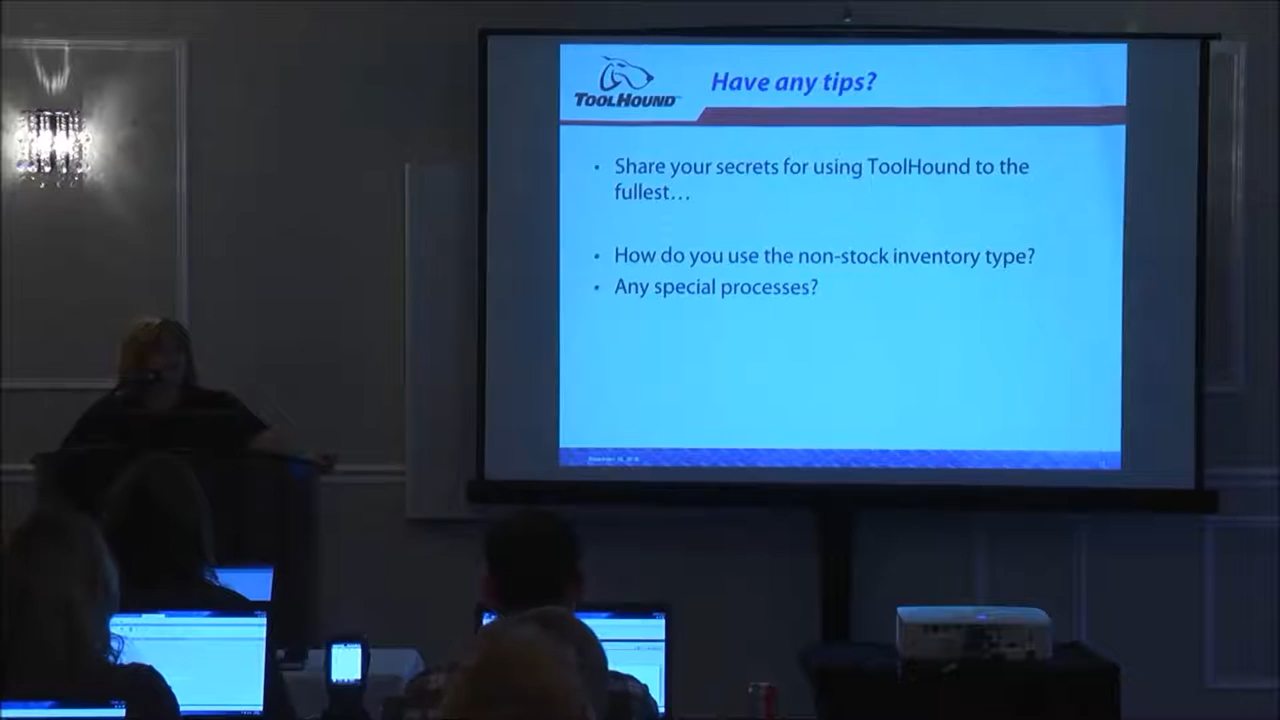 Have any tips?
TOOLHOUND
• Share your secrets for using ToolHound to the
fullest…
• How do you use the non-stock inventory type?
• Any special processes?